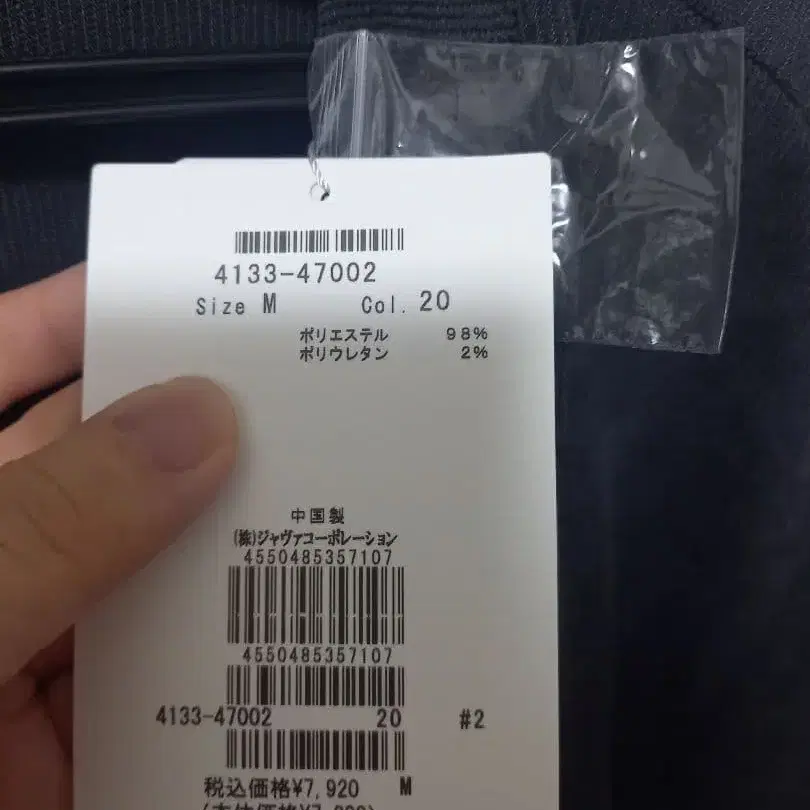 4133-47002
Size M Col. 20
ポリエステル 98%
ポリウレタン 2%
中国製
(株)ジャヴァコーポレーション
4550485357107
4550485357107
4133-47002 20 #2
税込価格¥7,920 M